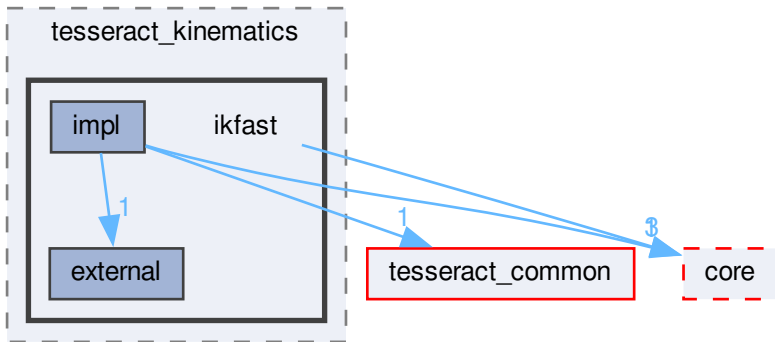 tesseract_kinematics
impl
ikfast
1
1
3
external
tesseract_common
core